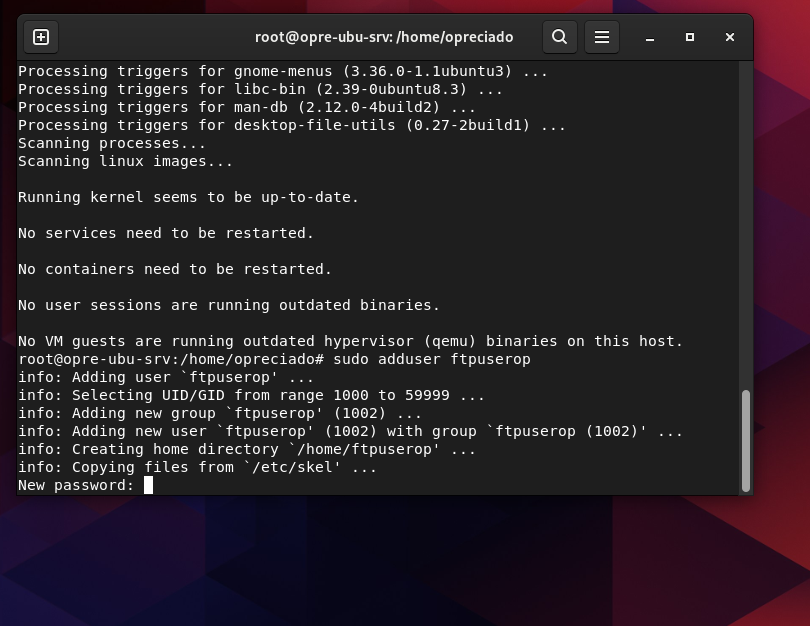 root@opre-ubu-srv: /home/opreciado
Processing triggers for gnome-menus (3.36.0-1.1ubuntu3) ...
Processing triggers for libc-bin (2.39-0ubuntu8.3) ...
Processing triggers for man-db (2.12.0-4build2) ...
Processing triggers for desktop-file-utils (0.27-2build1) ...
Scanning processes...
Scanning linux images...
Running kernel seems to be up-to-date.
No services need to be restarted.
No containers need to be restarted.
No user sessions are running outdated binaries.
No VM guests are running outdated hypervisor (qemu) binaries on this host.
root@opre-ubu-srv:/home/opreciado# sudo adduser ftpuserop
info: Adding user `ftpuserop' ...
info: Selecting UID/GID from range 1000 to 59999 ...
info: Adding new group `ftpuserop' (1002) ...
info: Adding new user `ftpuserop' (1002) with group `ftpuserop (1002)' ...
info: Creating home directory `/home/ftpuserop' ...
info: Copying files from `/etc/skel' ...
New password: